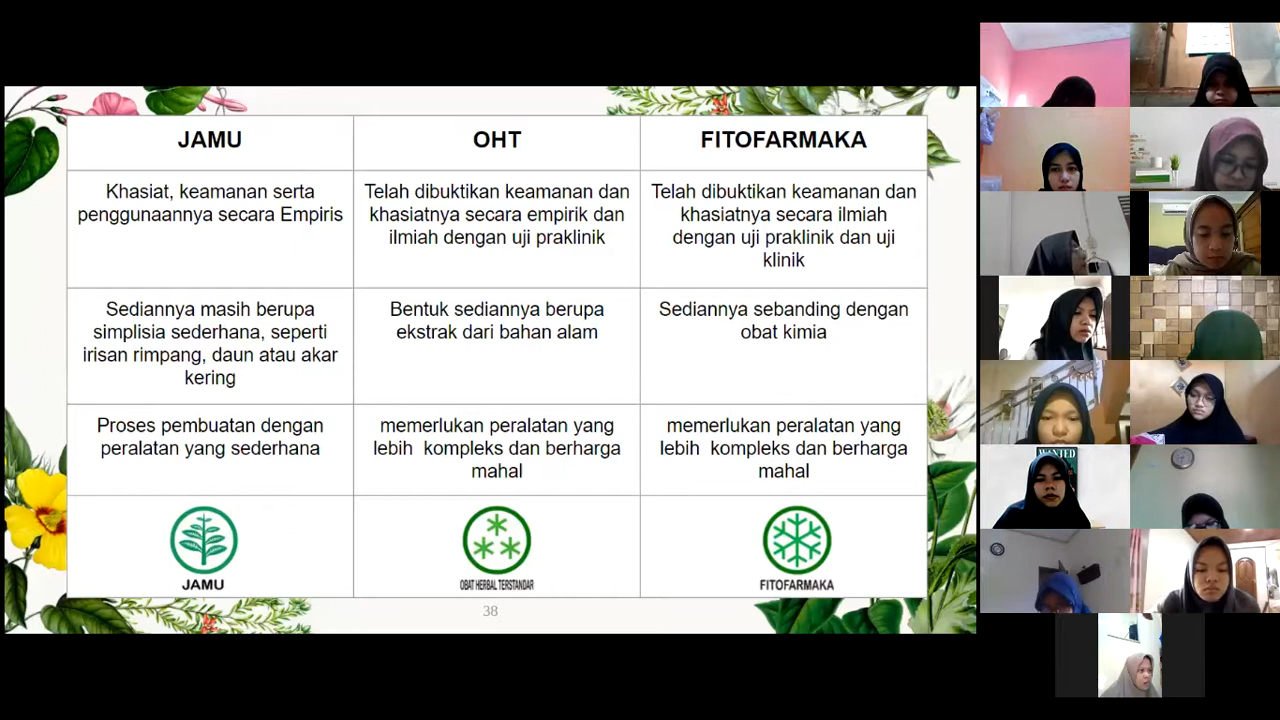 JAMU
OHT
FITOFARMAKA
Khasiat, keamanan serta
penggunaannya secara Empiris
Telah dibuktikan keamanan dan
khasiatnya secara empirik dan
ilmiah dengan uji praklinik
Telah dibuktikan keamanan dan
khasiatnya secara ilmiah
dengan uji praklinik dan uji
klinik
Sediannya masih berupa
simplisia sederhana, seperti
irisan rimpang, daun atau akar
kering
Bentuk sediannya berupa
ekstrak dari bahan alam
Sediannya sebanding dengan
obat kimia
Proses pembuatan dengan
peralatan yang sederhana
memerlukan peralatan yang
lebih kompleks dan berharga
mahal
memerlukan peralatan yang
lebih kompleks dan berharga
mahal
JAMU
OBAT HERBAL TERSTANDAR
FITOFARMAKA
38
WANTED